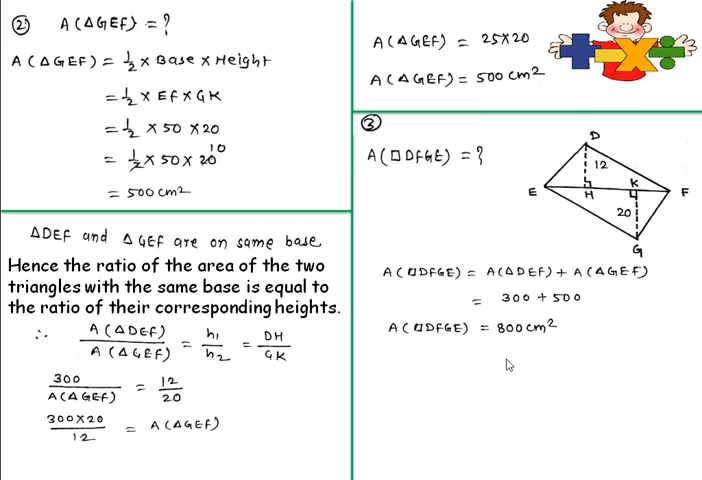 ② A(△GEF) = ?
A(△GEF) = 1/2 × Base × Height
= 1/2 × EF × GK
= 1/2 × 50 × 20
= 1/2 × 50 × 20 10
= 500 cm²
△DEF and △GEF are on same base
Hence the ratio of the area of the two
triangles with the same base is equal to
the ratio of their corresponding heights.
∴ A(△DEF) / A(△GEF) = h₁ / h₂ = DH / GK
300 / A(△GEF) = 12 / 20
300×20 / 12 = A(△GEF)
A(△GEF) = 25×20
A(△GEF) = 500 cm²
③
A(□DFGE) = ?
D
12
E H K F
20
G
A(□DFGE) = A(△DEF) + A(△GEF)
= 300 + 500
A(□DFGE) = 800 cm²